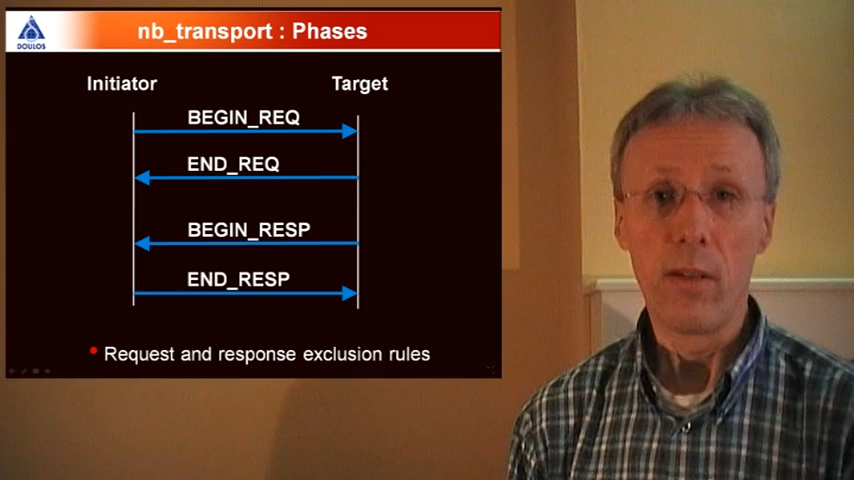 nb_transport : Phases
DOULOS
Initiator Target
BEGIN_REQ
END_REQ
BEGIN_RESP
END_RESP
Request and response exclusion rules